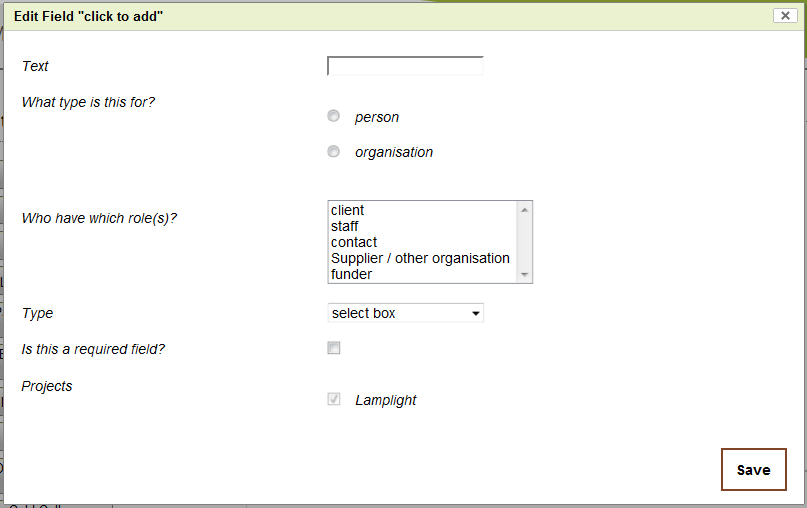 Edit Field "click to add"
Text
What type is this for?
person
organisation
Who have which role(s)?
client
staff
contact
Supplier / other organisation
funder
Type
select box
Is this a required field?
Projects
Lamplight
Save